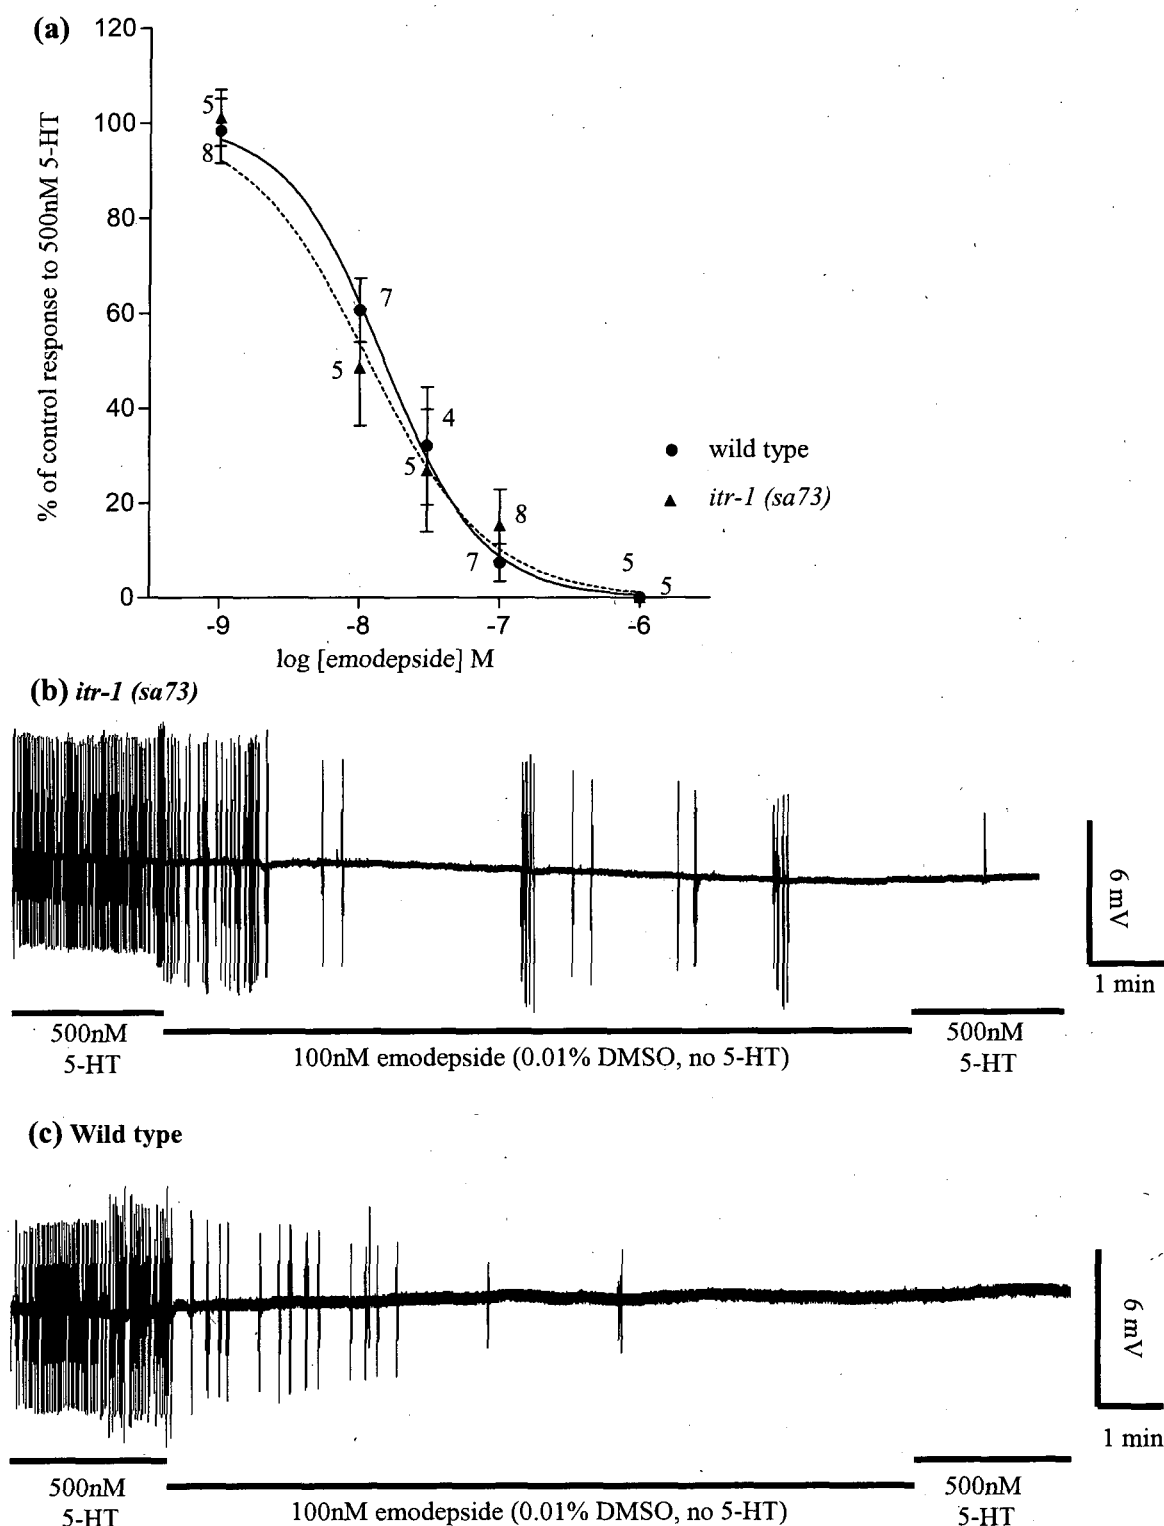 (a)
120
100
80
60
40
20
0
% of control response to 500nM 5-HT
5
8
7
5
4
5
8
7
5
5
wild type
itr-1 (sa73)
-9
-8
-7
-6
log [emodepside] M
(b) itr-1 (sa73)
6 mV
1 min
500nM
5-HT
100nM emodepside (0.01% DMSO, no 5-HT)
500nM
5-HT
(c) Wild type
6 mV
1 min
500nM
5-HT
100nM emodepside (0.01% DMSO, no 5-HT)
500nM
5-HT